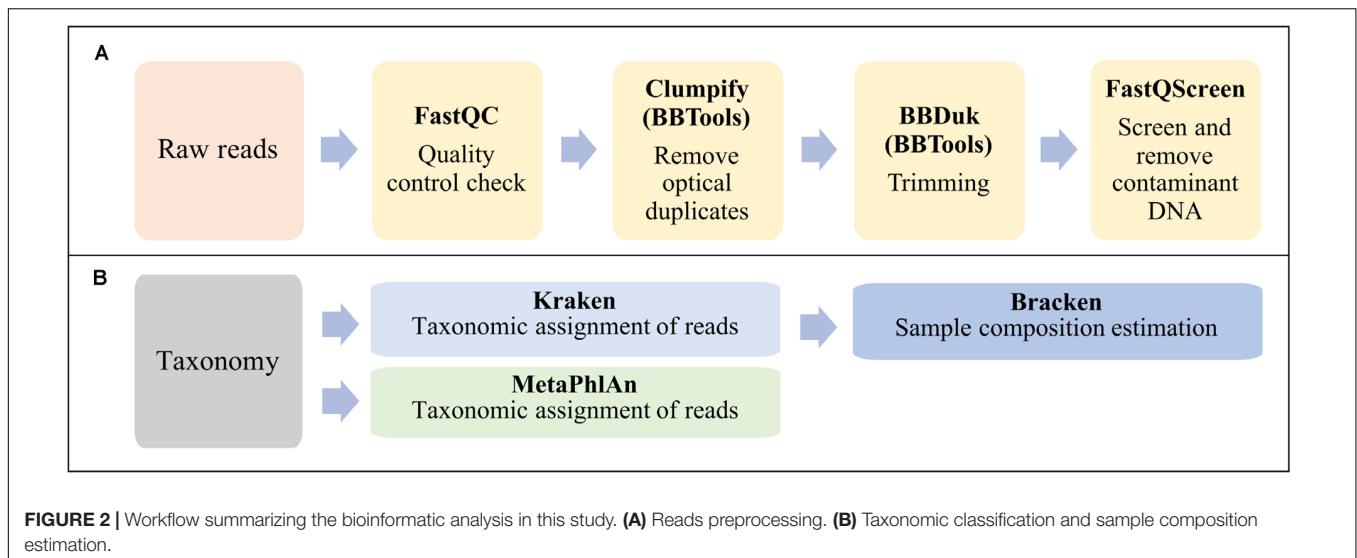 A
Raw reads
FastQC
Quality
control check
Clumpify
(BBTools)
Remove
optical
duplicates
BBDuk
(BBTools)
Trimming
FastQScreen
Screen and
remove
contaminant
DNA
B
Taxonomy
Kraken
Taxonomic assignment of reads
Bracken
Sample composition estimation
MetaPhlAn
Taxonomic assignment of reads
FIGURE 2 | Workflow summarizing the bioinformatic analysis in this study. (A) Reads preprocessing. (B) Taxonomic classification and sample composition
estimation.